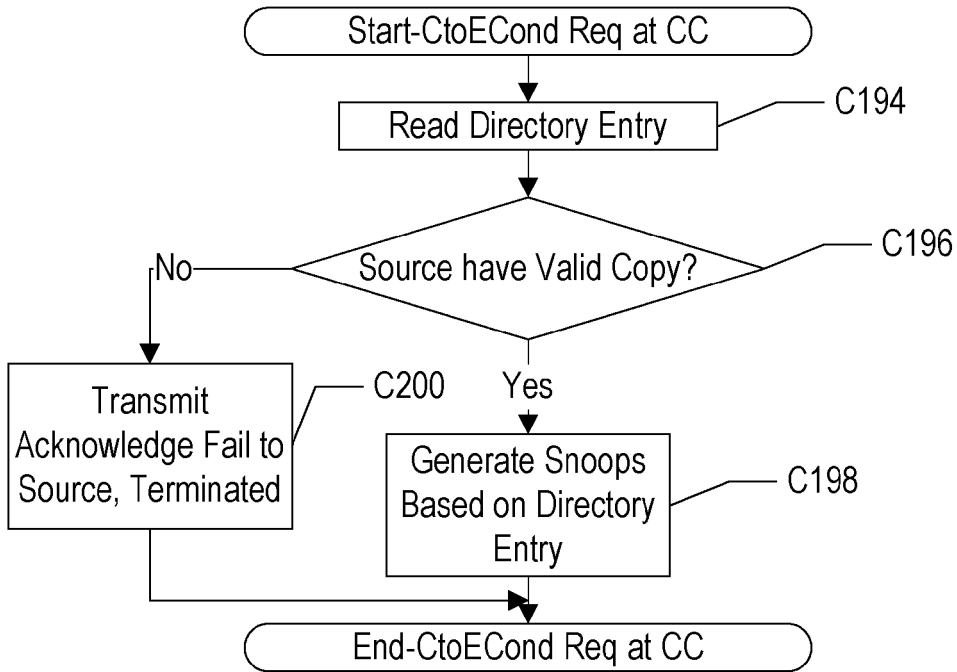 Start-CtoECond Req at CC
Read Directory Entry
C194
Source have Valid Copy?
C196
No
Yes
Transmit
Acknowledge Fail to
Source, Terminated
C200
Generate Snoops
Based on Directory
Entry
C198
End-CtoECond Req at CC